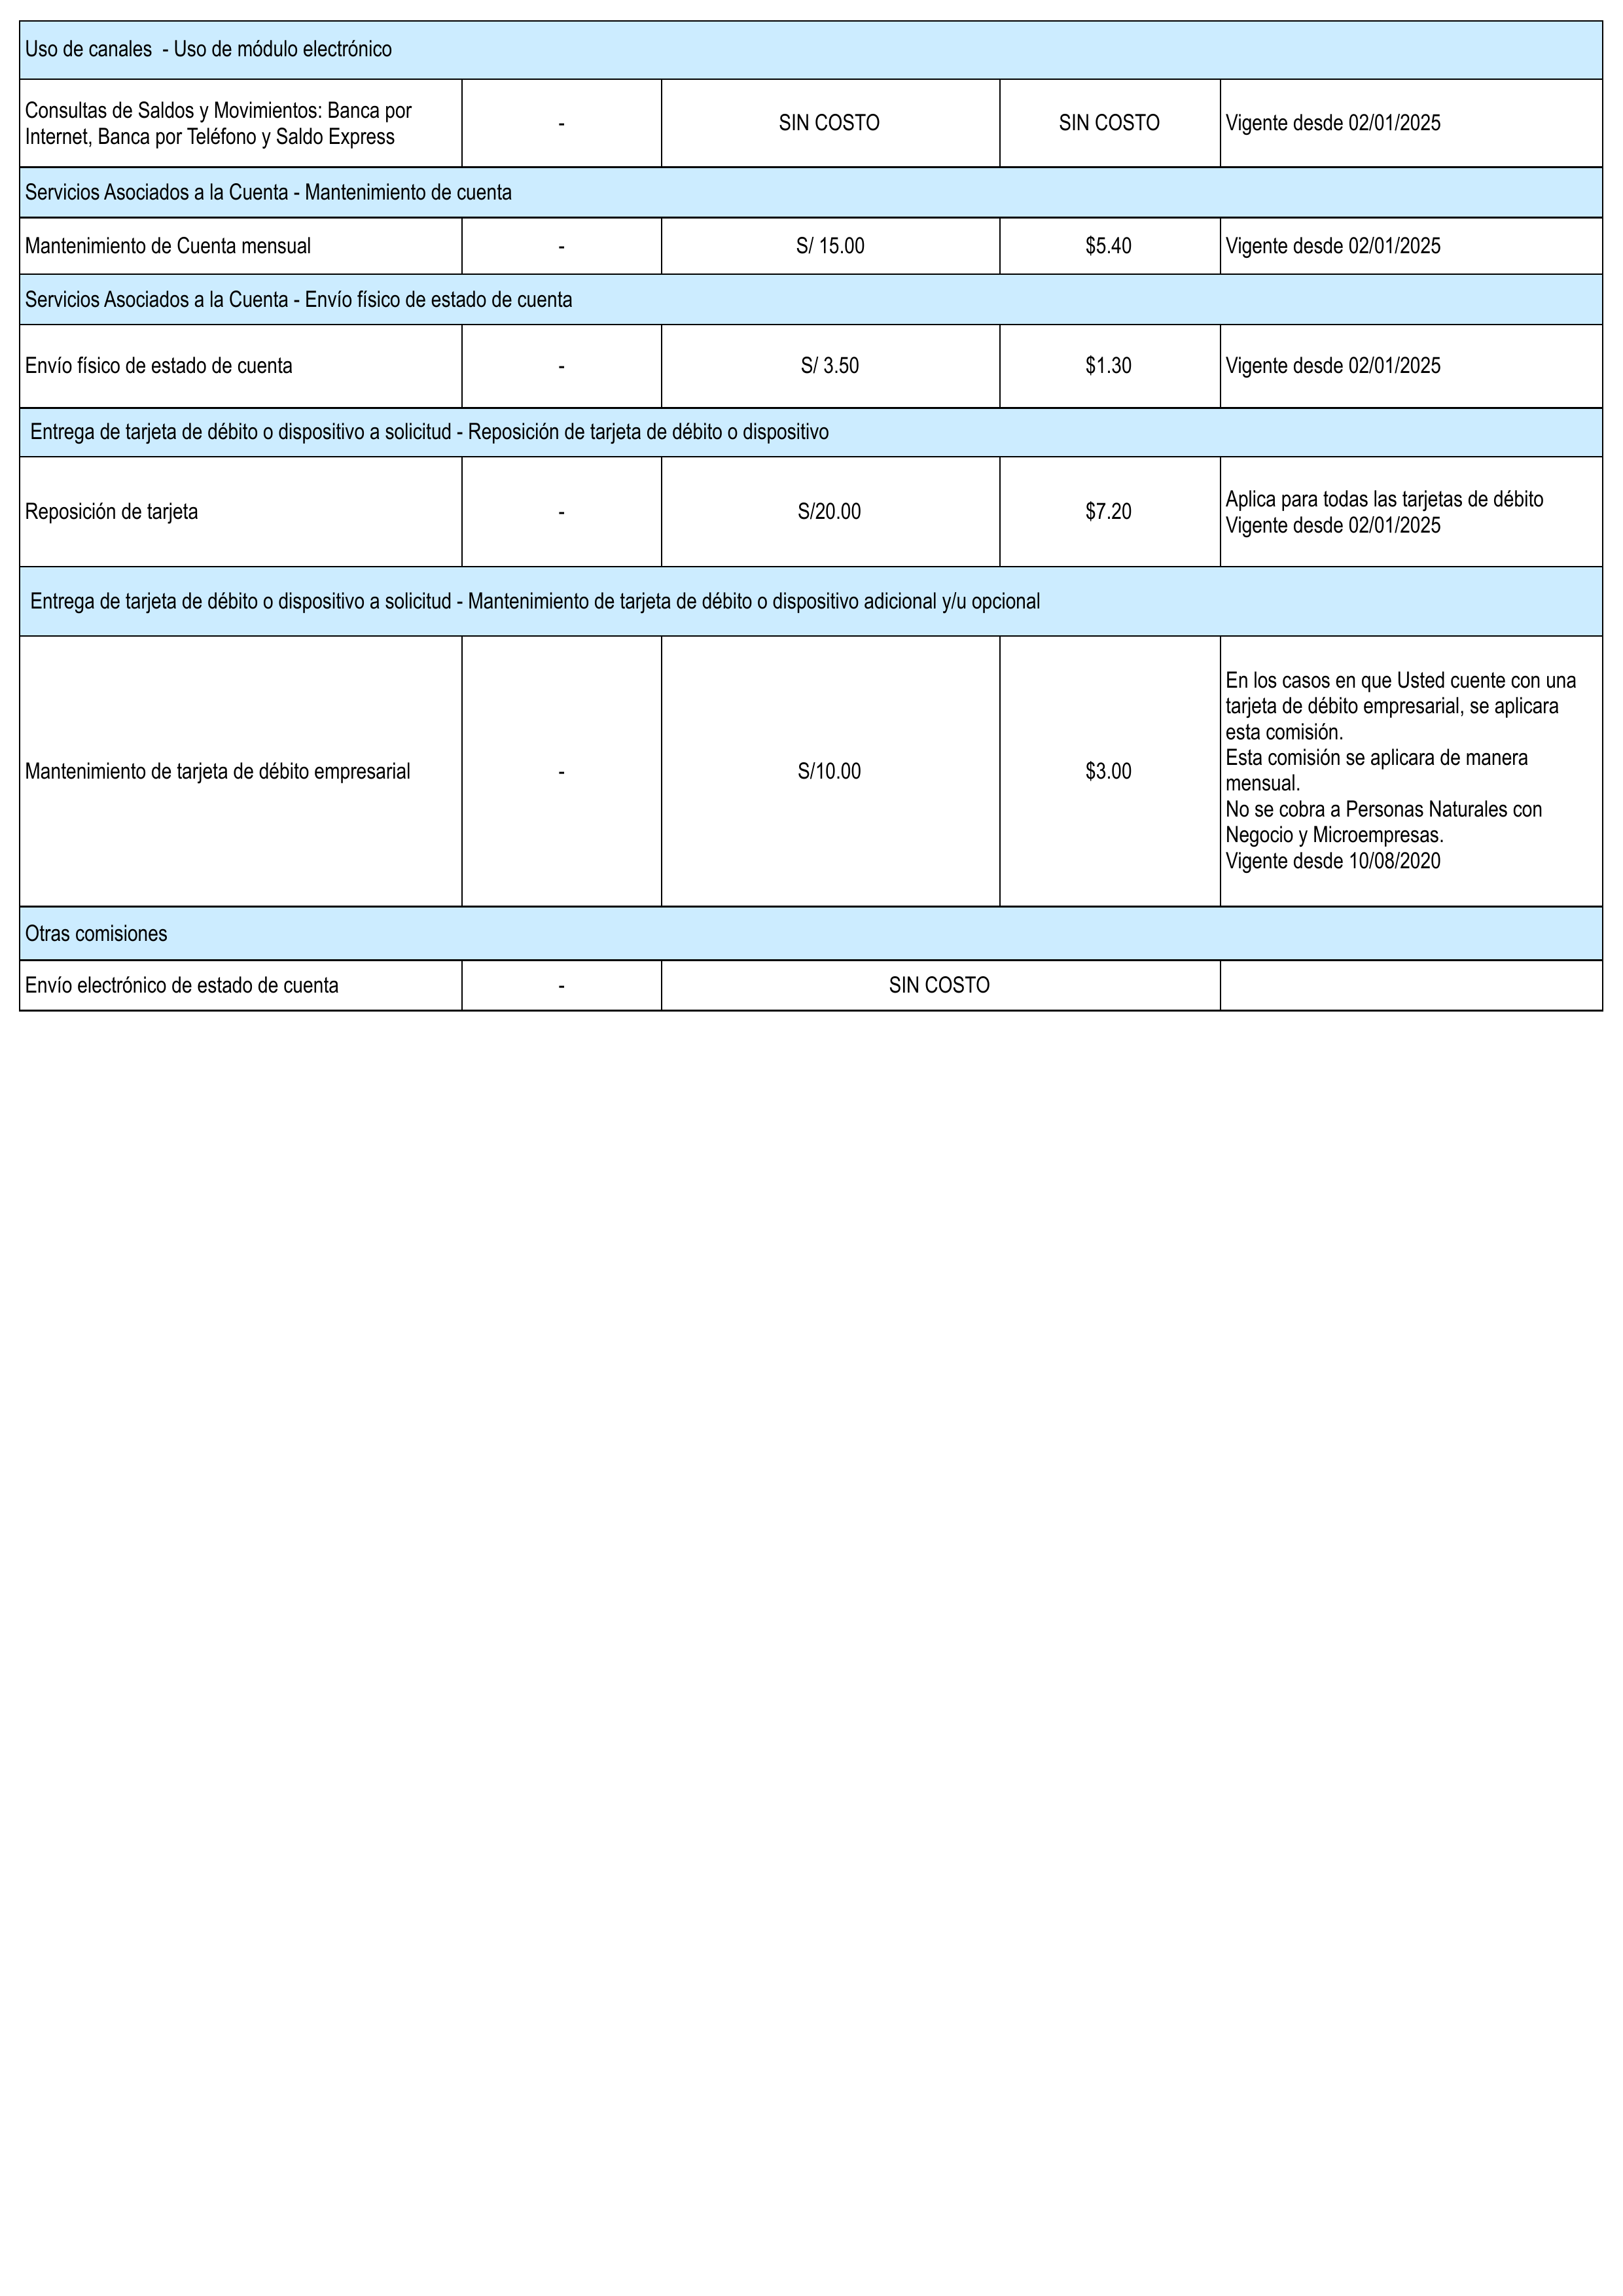 Uso de canales  - Uso de módulo electrónico
Consultas de Saldos y Movimientos: Banca por
Internet, Banca por Teléfono y Saldo Express
-
SIN COSTO
SIN COSTO
Vigente desde 02/01/2025
Servicios Asociados a la Cuenta - Mantenimiento de cuenta
Mantenimiento de Cuenta mensual
-
S/ 15.00
$5.40
Vigente desde 02/01/2025
Servicios Asociados a la Cuenta - Envío físico de estado de cuenta
Envío físico de estado de cuenta
-
S/ 3.50
$1.30
Vigente desde 02/01/2025
Entrega de tarjeta de débito o dispositivo a solicitud - Reposición de tarjeta de débito o dispositivo
Reposición de tarjeta
-
S/20.00
$7.20
Aplica para todas las tarjetas de débito
Vigente desde 02/01/2025
Entrega de tarjeta de débito o dispositivo a solicitud - Mantenimiento de tarjeta de débito o dispositivo adicional y/u opcional
Mantenimiento de tarjeta de débito empresarial
-
S/10.00
$3.00
En los casos en que Usted cuente con una
tarjeta de débito empresarial, se aplicara
esta comisión.
Esta comisión se aplicara de manera
mensual.
No se cobra a Personas Naturales con
Negocio y Microempresas.
Vigente desde 10/08/2020
Otras comisiones
Envío electrónico de estado de cuenta
-
SIN COSTO